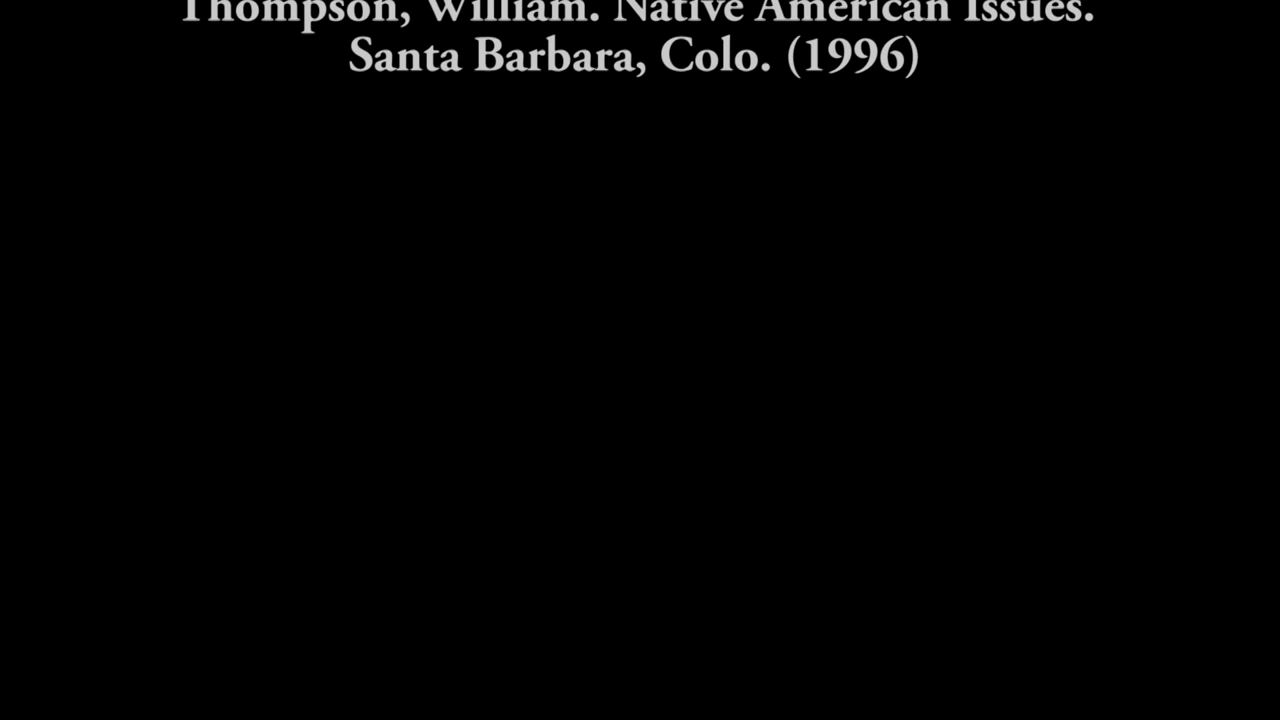 Thompson, William. Native American Issues.
Santa Barbara, Colo. (1996)